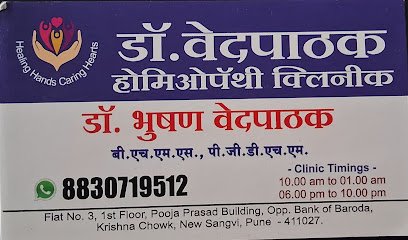 Healing Hands Caring Hearts
डॉ.वेदपाठक
होमिओपॅथी क्लिनीक
डॉ. भुषण वेदपाठक
बी.एच.एम.एस., पी.जी.डी.एच.एम.
- Clinic Timings -
8830719512
10.00 am to 01.00 am
06.00 pm to 10.00 pm
Flat No. 3, 1st Floor, Pooja Prasad Building, Opp. Bank of Baroda,
Krishna Chowk, New Sangvi, Pune - 411027.